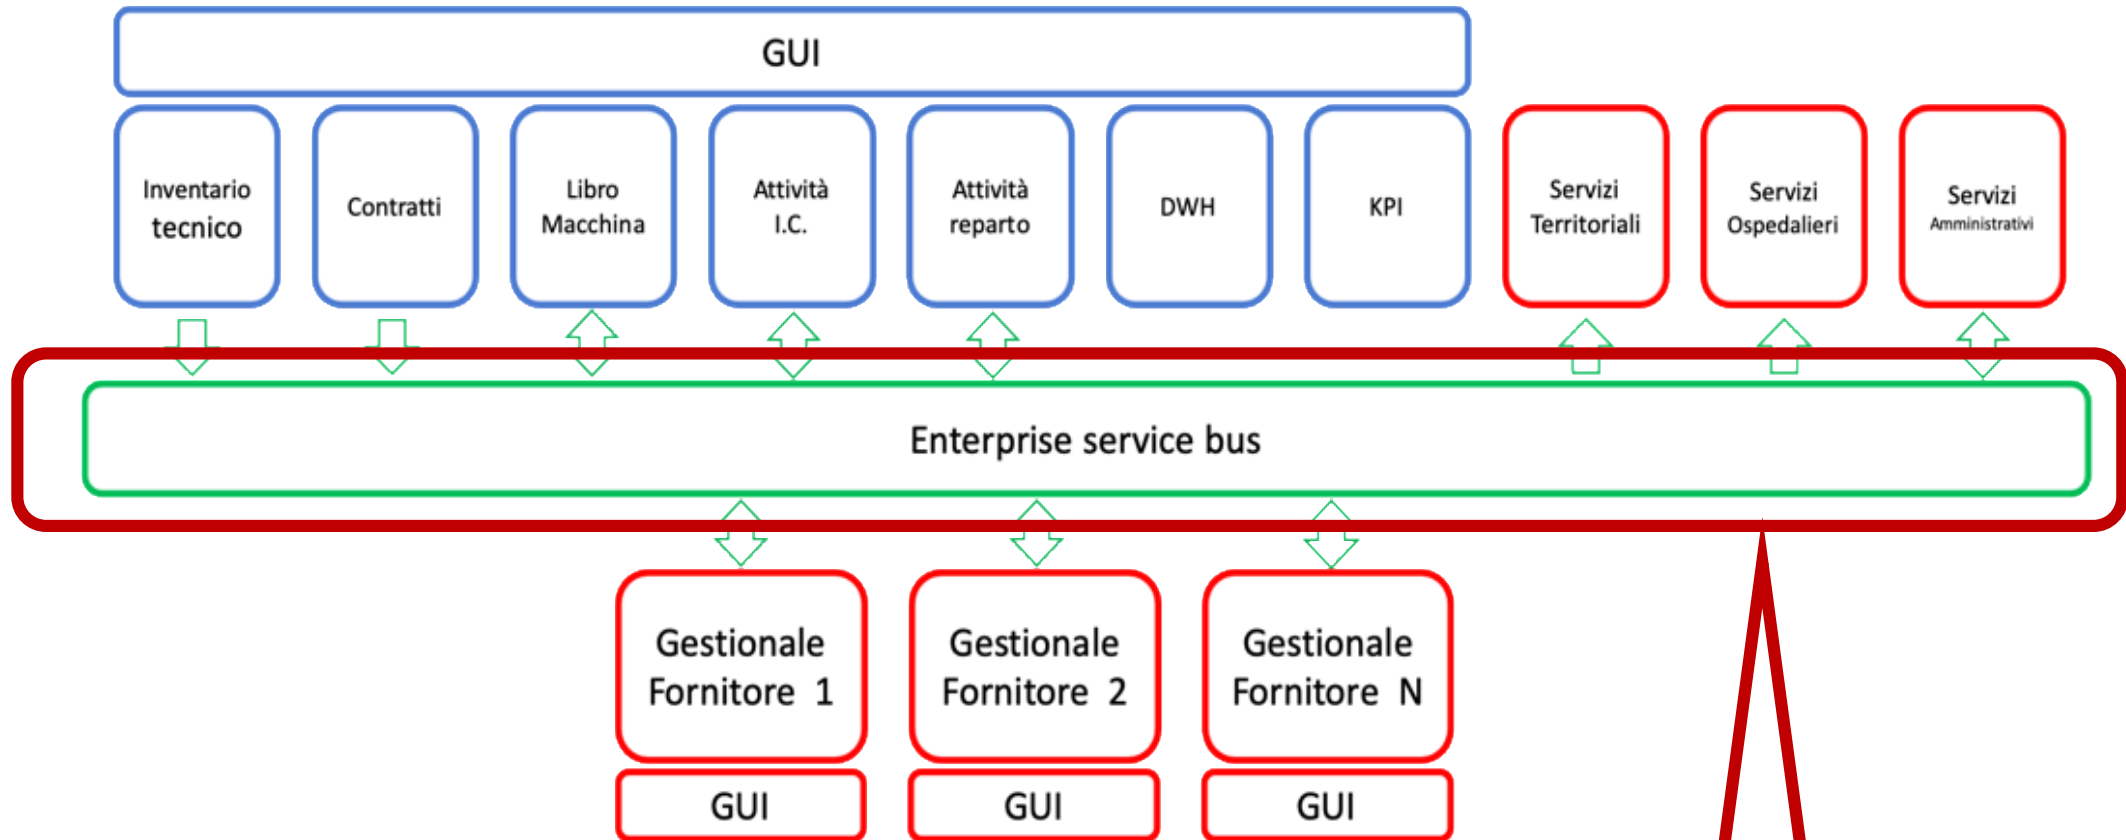 GUI
Inventario
tecnico
Contratti
Libro
Macchina
Attività
I.C.
Attività
reparto
DWH
KPI
Servizi
Territoriali
Servizi
Ospedalieri
Servizi
Amministrativi
Enterprise service bus
Gestionale
Fornitore 1
Gestionale
Fornitore 2
Gestionale
Fornitore N
GUI
GUI
GUI